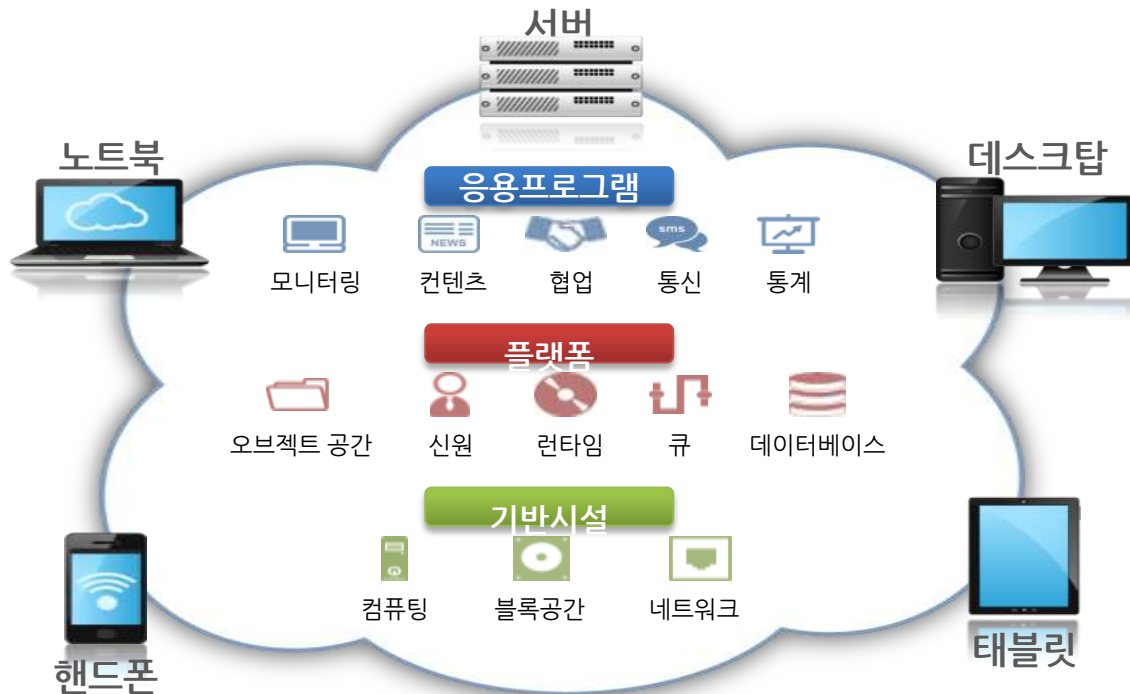 서버
노트북
데스크탑
응용프로그램
NEWS
sms
모니터링 컨텐츠 협업 통신 통계
플랫폼
오브젝트 공간 신원 런타임 큐 데이터베이스
기반시설
컴퓨팅 블록공간 네트워크
핸드폰
태블릿